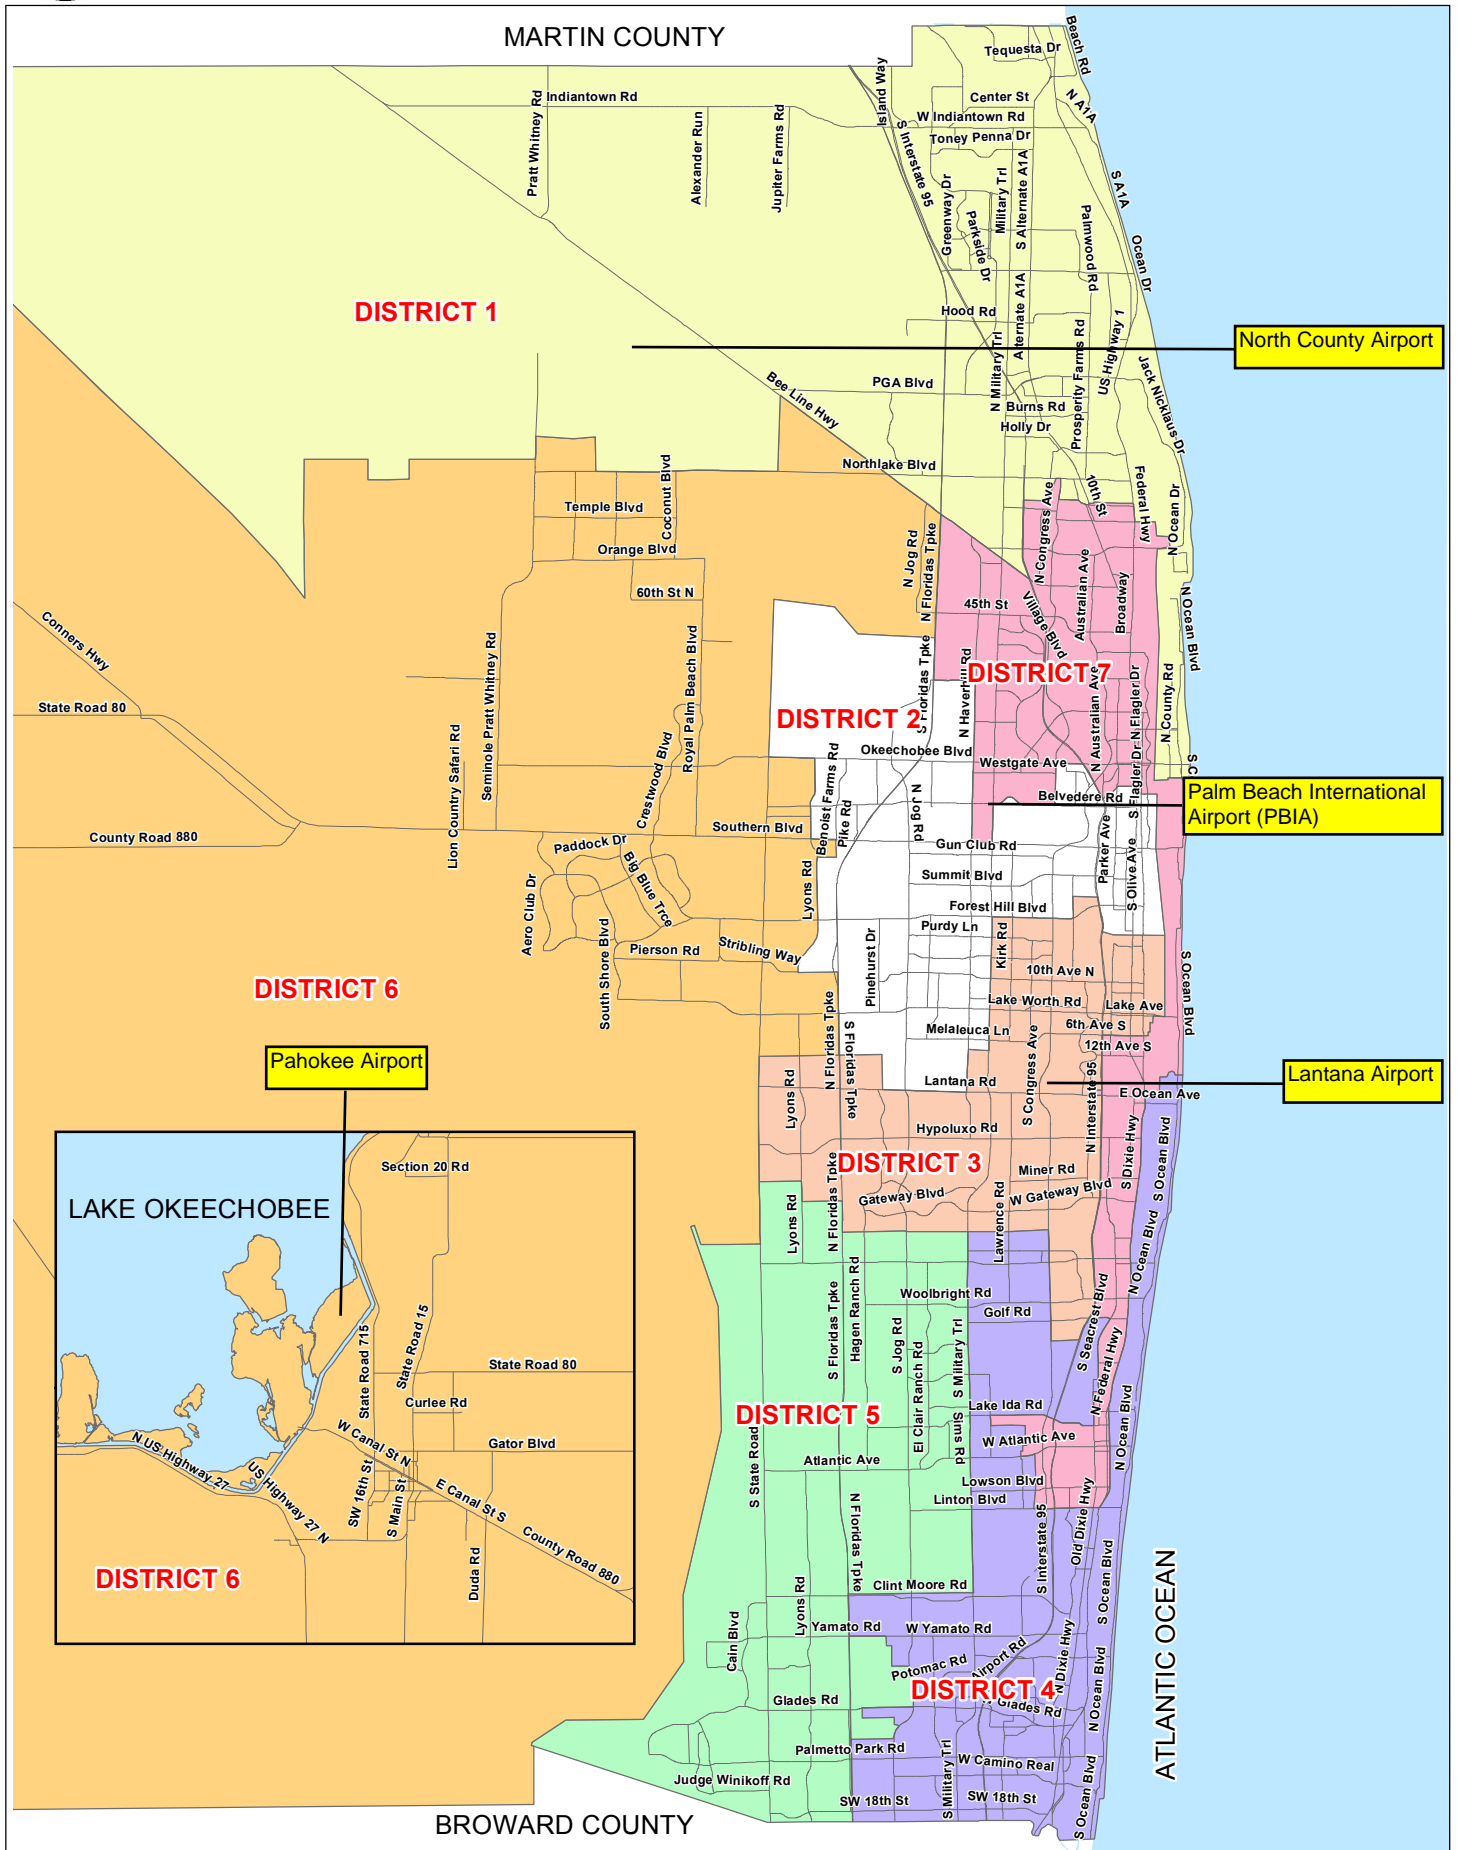 MARTIN COUNTY
Beach Rd
Tequesta Dr
Island Way
Indiantown Rd
Pratt Whitney Rd
Alexander Run
Jupiter Farms Rd
Center St
N A1A
W Indiantown Rd
Toney Penna Dr
S Interstate 95
Greenway Dr
Parkside Dr
Military Trl
S Alternate A1A
S A1A
Palmwood Rd
Ocean Dr
DISTRICT 1
Hood Rd
Alternate A1A
N Military Trl
Prosperity Farms Rd
US Highway 1
North County Airport
Jack Nicklaus Dr
Bee Line Hwy
PGA Blvd
Burns Rd
Holly Dr
Northlake Blvd
10th St
Federal Hwy
N Ocean Dr
Coconut Blvd
Temple Blvd
Orange Blvd
60th St N
N Jog Rd
N Floridas Tpke
N Congress Ave
45th St
Village Blvd
Australian Ave
Broadway
N Ocean Blvd
Conners Hwy
State Road 80
Seminole Pratt Whitney Rd
Royal Palm Beach Blvd
DISTRICT 7
DISTRICT 2
S Floridas Tpke
N Haverhill Rd
N Australian Ave
N Flagler Dr
N County Rd
Lion Country Safari Rd
Crestwood Blvd
Okeechobee Blvd
Westgate Ave
S C
Benoist Farms Rd
Pike Rd
N Jog Rd
Belvedere Rd
S Flagler Dr
Palm Beach International
Airport (PBIA)
County Road 880
Southern Blvd
Paddock Dr
Big Blue Trce
Gun Club Rd
Parker Ave
S Olive Ave
Summit Blvd
Lyons Rd
Aero Club Dr
Forest Hill Blvd
South Shore Blvd
Pierson Rd
Stribling Way
Pinehurst Dr
Purdy Ln
Kirk Rd
10th Ave N
S Ocean Blvd
DISTRICT 6
Lake Worth Rd
Lake Ave
N Floridas Tpke
S Floridas Tpke
Melaleuca Ln
6th Ave S
12th Ave S
Pahokee Airport
S Congress Ave
N Interstate 95
Lantana Airport
Lyons Rd
Lantana Rd
E Ocean Ave
Hypoluxo Rd
S Dixie Hwy
S Ocean Blvd
DISTRICT 3
N Floridas Tpke
Miner Rd
Gateway Blvd
W Gateway Blvd
Lawrence Rd
Lyons Rd
N Ocean Blvd
Section 20 Rd
LAKE OKEECHOBEE
State Road 715
State Road 15
State Road 80
Curlee Rd
W Canal St N
Gator Blvd
N US Highway 27
US Highway 27 N
SW 16th St
S Main St
E Canal St S
County Road 880
Duda Rd
DISTRICT 6
Hagen Ranch Rd
S Floridas Tpke
Woolbright Rd
Golf Rd
S Seacrest Blvd
S Jog Rd
El Clair Ranch Rd
S Military Trl
N Federal Hwy
Lake Ida Rd
DISTRICT 5
Sims Rd
W Atlantic Ave
N Ocean Blvd
S State Road
Atlantic Ave
Lowson Blvd
Linton Blvd
N Floridas Tpke
S Interstate 95
Old Dixie Hwy
S Ocean Blvd
Clint Moore Rd
Lyons Rd
Yamato Rd
W Yamato Rd
Cain Blvd
Potomac Rd
Airport Rd
N Dixie Hwy
N Ocean Blvd
DISTRICT 4
Glades Rd
Glades Rd
Palmetto Park Rd
S Military Trl
W Camino Real
Judge Winikoff Rd
SW 18th St
SW 18th St
S Ocean Blvd
ATLANTIC OCEAN
BROWARD COUNTY